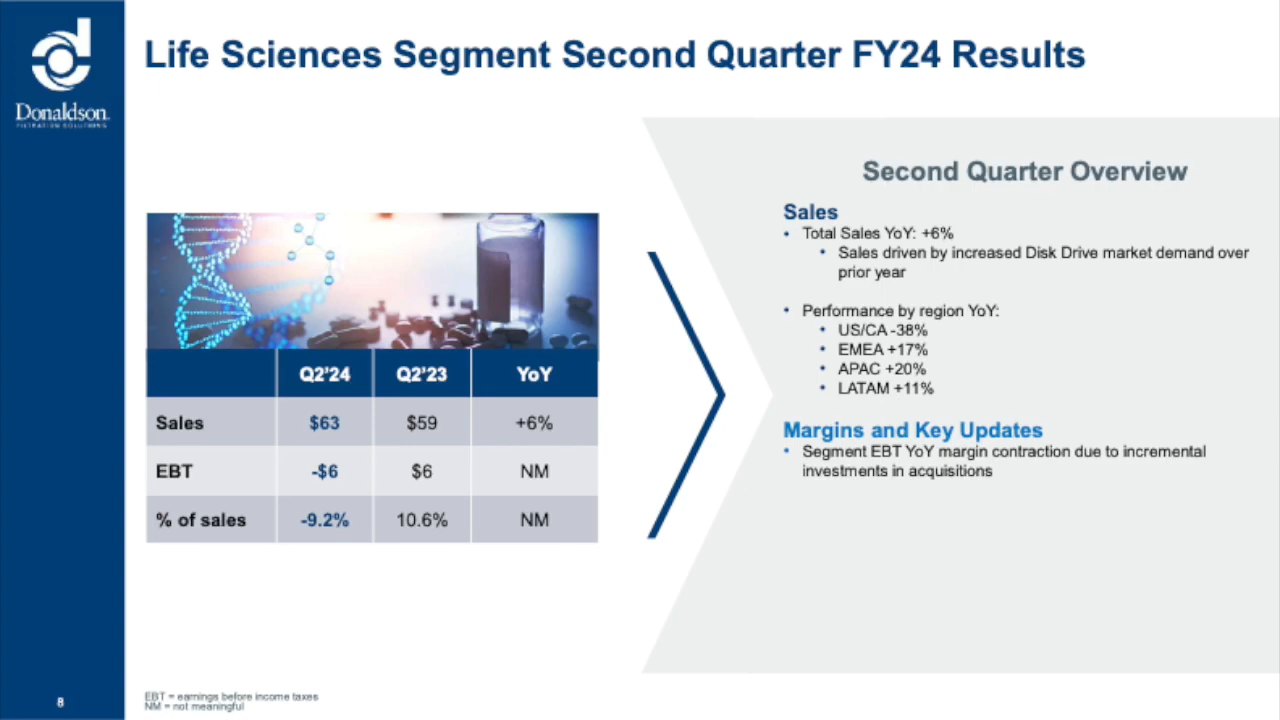 Donaldson.
FILTRATION SOLUTIONS
Life Sciences Segment Second Quarter FY24 Results
Q2'24 Q2'23 YoY
Sales $63 $59 +6%
EBT -$6 $6 NM
% of sales -9.2% 10.6% NM
Second Quarter Overview
Sales
• Total Sales YoY: +6%
• Sales driven by increased Disk Drive market demand over
prior year
• Performance by region YoY:
• US/CA -38%
• EMEA +17%
• APAC +20%
• LATAM +11%
Margins and Key Updates
• Segment EBT YoY margin contraction due to incremental
investments in acquisitions
EBT = earnings before income taxes
NM = not meaningful
8